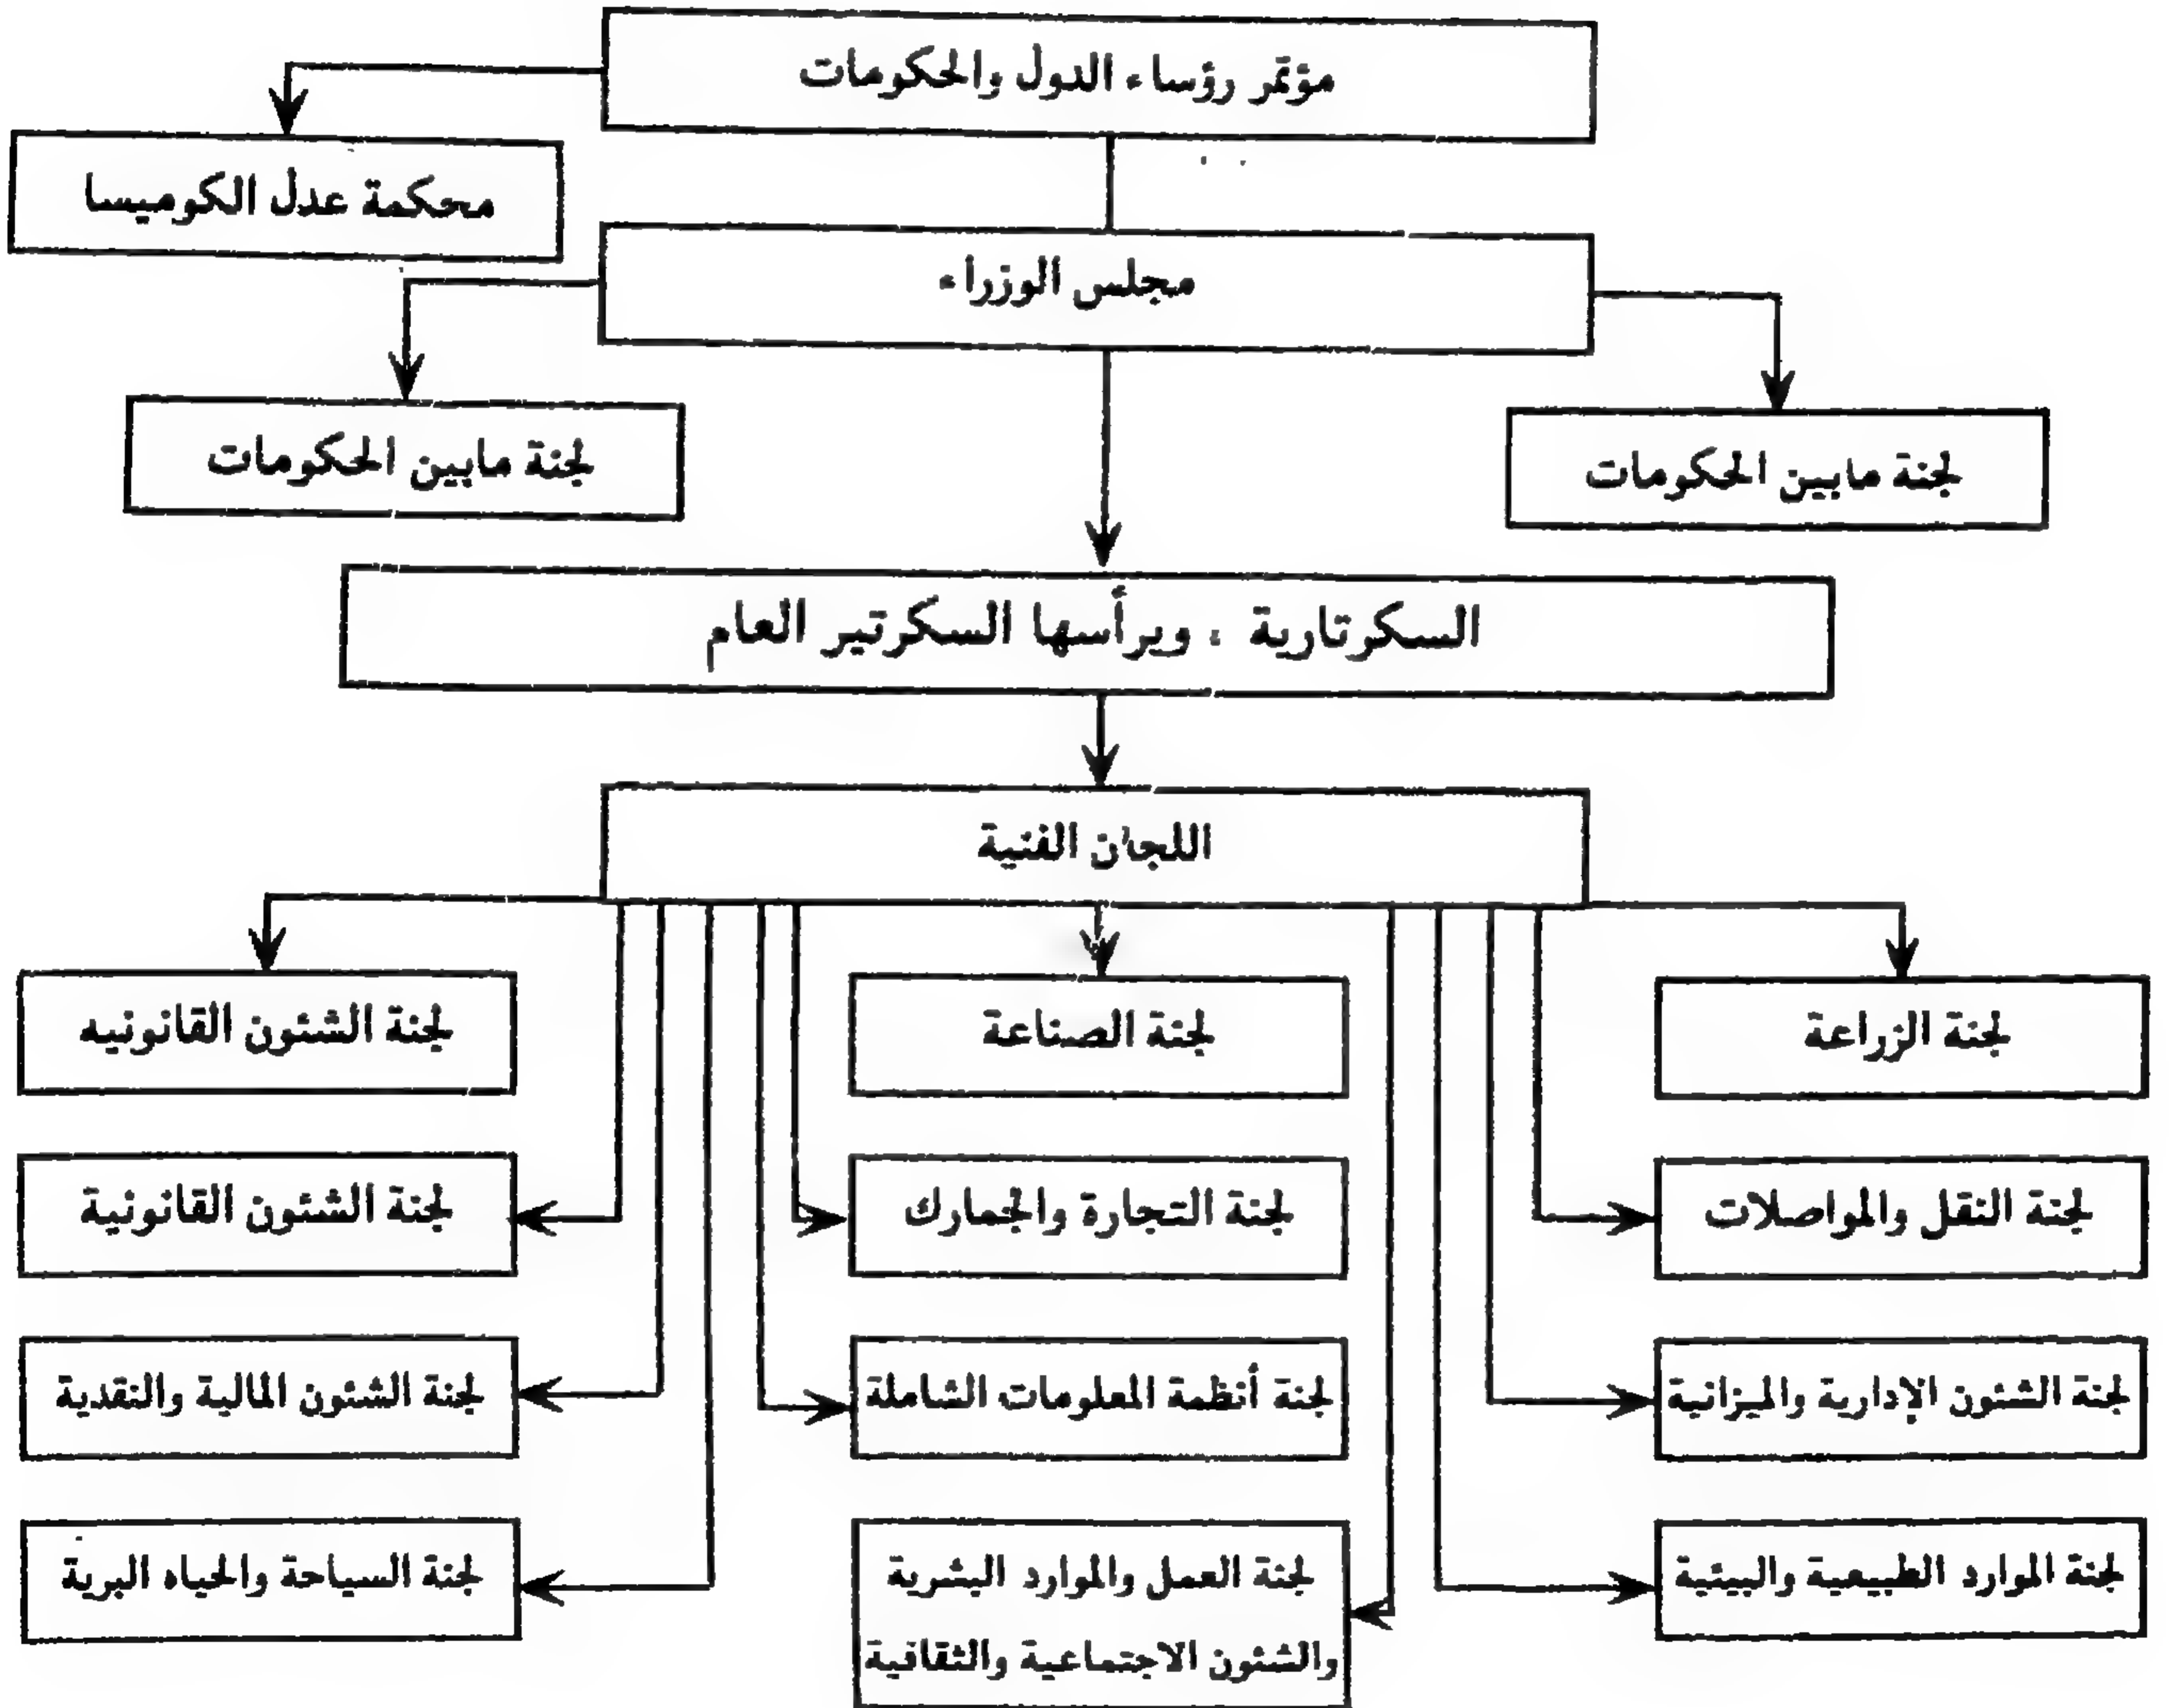 مؤتمر رؤساء الدول والحكومات
محكمة عدل الكوميسا
مجلس الوزراء
لجنة مابين الحكومات
لجنة مابين الحكومات
السكرتارية ، ويرأسها السكرتير العام
اللجان الفنية
لجنة الزراعة
لجنة الصناعة
لجنة الشئون القانونيه
لجنة النقل والمواصلات
لجنة التجارة والجمارك
لجنة الشئون القانونية
لجنة الشئون الإدارية والميزانية
لجنة أنظمة المعلومات الشاملة
لجنة الشئون المالية والنقدية
لجنة الموارد الطبيعية والبيئية
لجنة العمل والموارد البشرية
والشئون الاجتماعية والثقافية
لجنة السياحة والحياه البرية